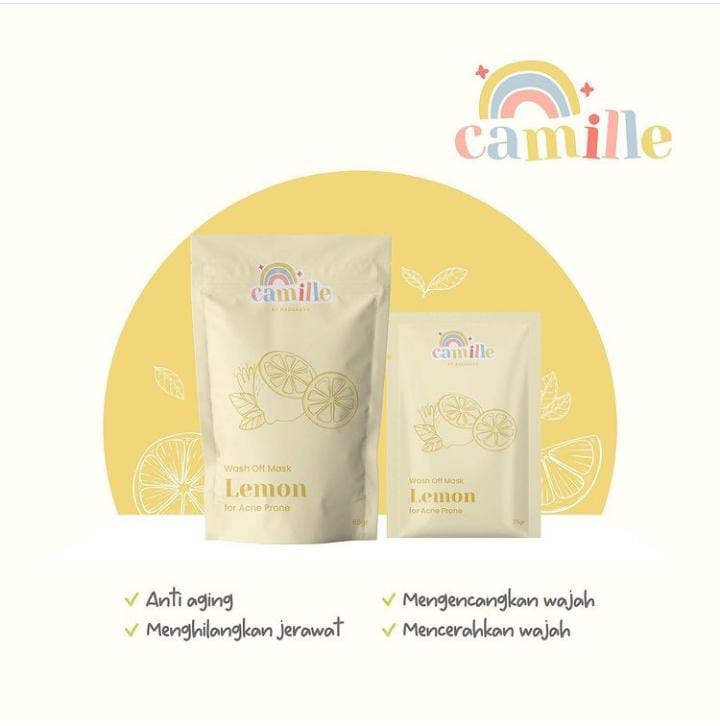 camille
camille
camille
Wash Off Mask
Lemon
for Acne Prone
Wash Off Mask
Lemon
for Acne Prone
✓ Anti aging
✓ Menghilangkan jerawat
✓ Mengencangkan wajah
✓ Mencerahkan wajah